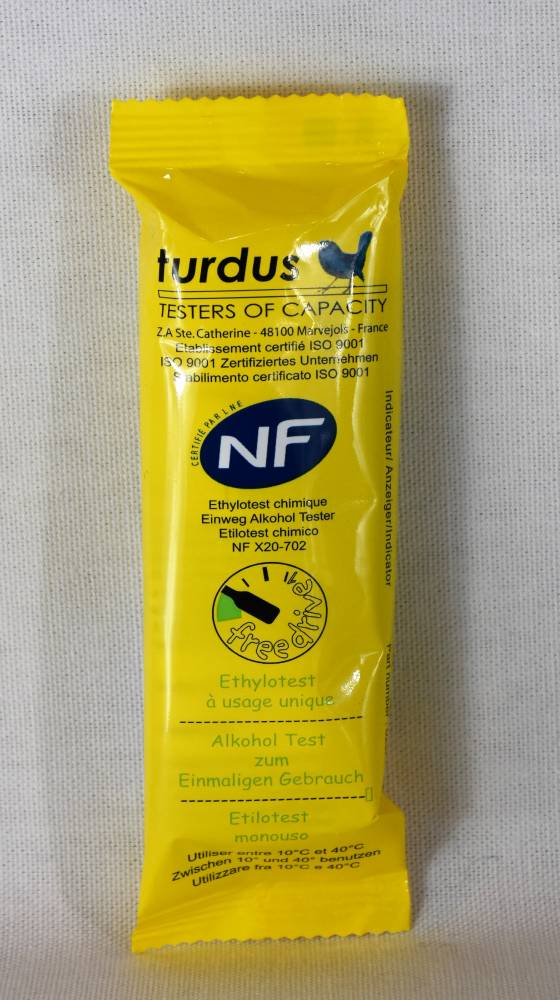 turdus
TESTERS OF CAPACITY
Z.A Ste. Catherine - 48100 Marvejols - France
Etablissement certifié ISO 9001
ISO 9001 Zertifiziertes Unternehmen
Stabilimento certificato ISO 9001
CERTIFIÉ PAR LNE
NF
Ethylotest chimique
Einweg Alkohol Tester
Etilotest chimico
NF X20-702
free drive
Ethylotest
à usage unique
Alkohol Test
zum
Einmaligen Gebrauch
Etilotest
monouso
Utiliser entre 10°C et 40°C
Zwischen 10° und 40° benutzen
Utilizzare fra 10°C e 40°C
Indicateur/ Anzeiger/Indicator
Part number